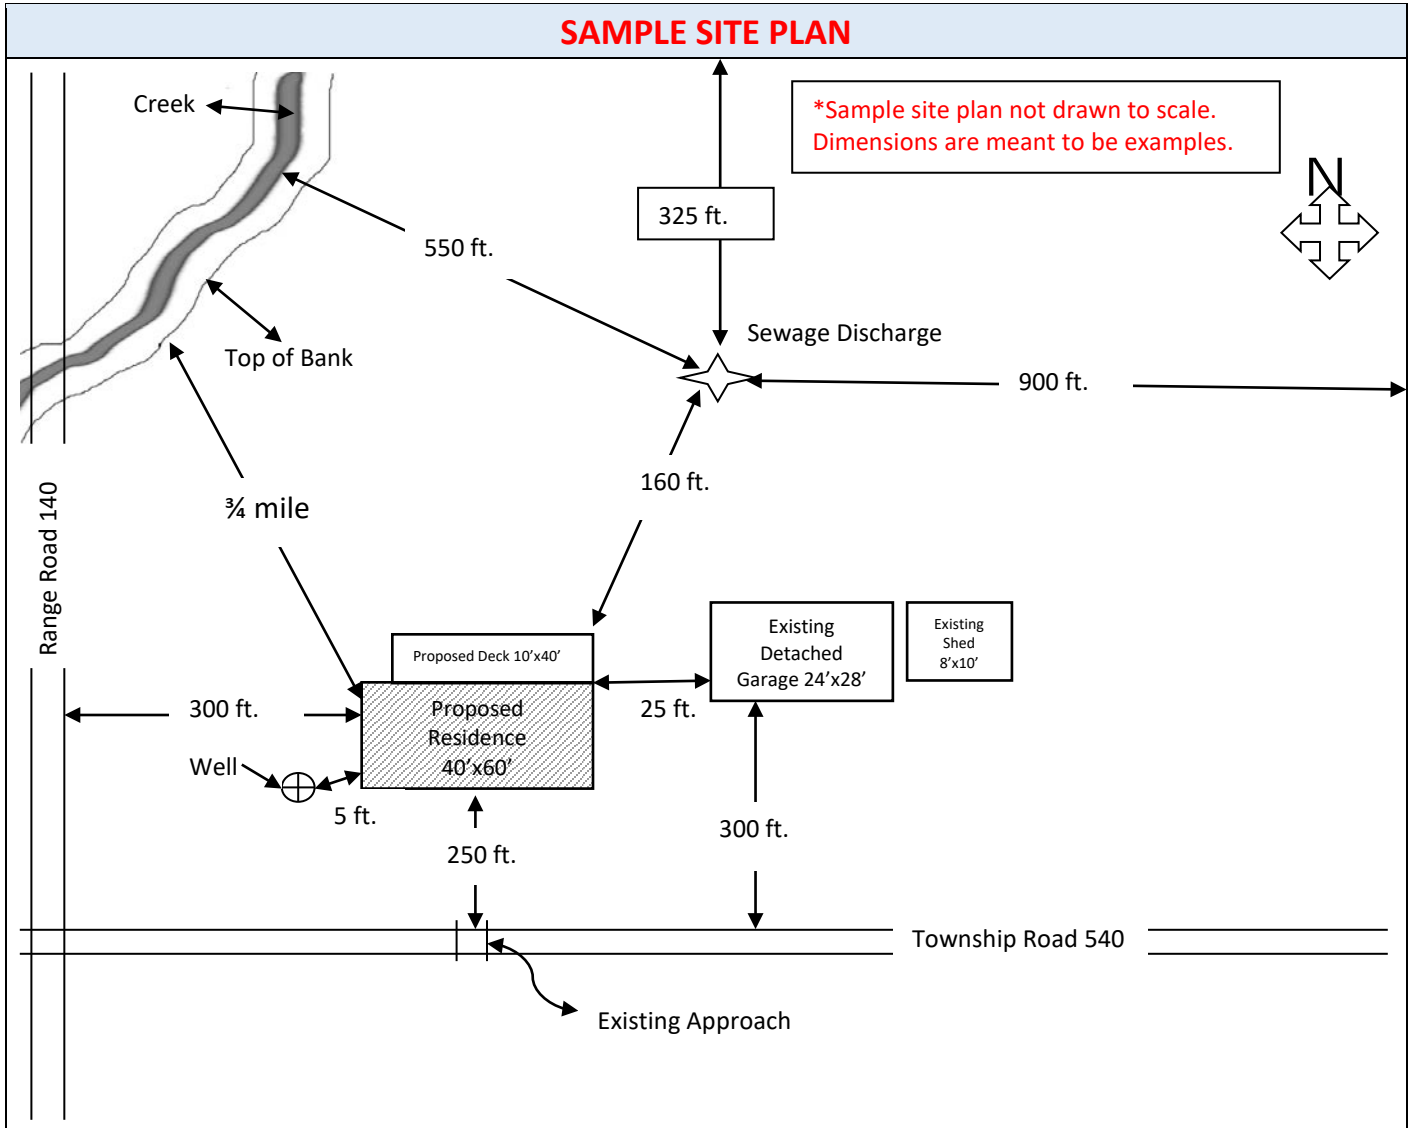 SAMPLE SITE PLAN
Creek
*Sample site plan not drawn to scale.
Dimensions are meant to be examples.
N
325 ft.
550 ft.
Sewage Discharge
Top of Bank
900 ft.
160 ft.
¾ mile
Range Road 140
Existing
Detached
Garage 24’x28’
Existing
Shed
8’x10’
Proposed Deck 10’x40’
300 ft.
Proposed
Residence
40’x60’
25 ft.
Well
5 ft.
300 ft.
250 ft.
Township Road 540
Existing Approach